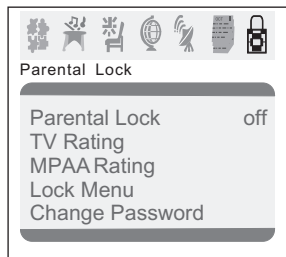 Parental Lock
Parental Lock off
TV Rating
MPAA Rating
Lock Menu
Change Password